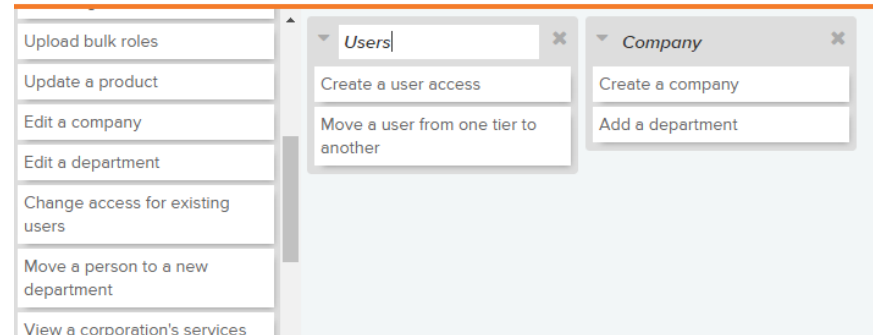 Upload bulk roles
Update a product
Edit a company
Edit a department
Change access for existing
users
Move a person to a new
department
View a corporation's services
Users
Create a user access
Move a user from one tier to
another
Company
Create a company
Add a department